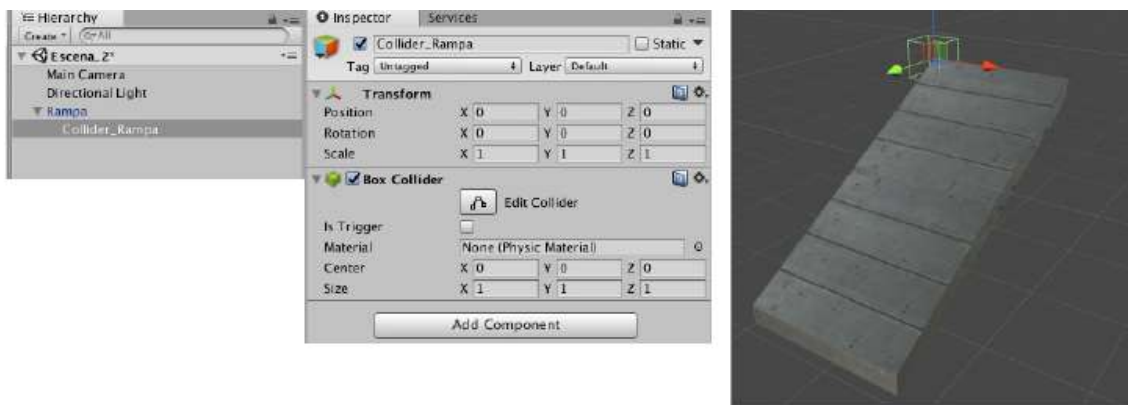 Hierarchy
Create
All
Escena_2*
Main Camera
Directional Light
Rampa
Collider_Rampa
Inspector
Services
Collider_Rampa
Static
Tag Untagged
Layer Default
Transform
Position X 0 Y 0 Z 0
Rotation X 0 Y 0 Z 0
Scale X 1 Y 1 Z 1
Box Collider
Edit Collider
Is Trigger
Material None (Physic Material)
Center X 0 Y 0 Z 0
Size X 1 Y 1 Z 1
Add Component